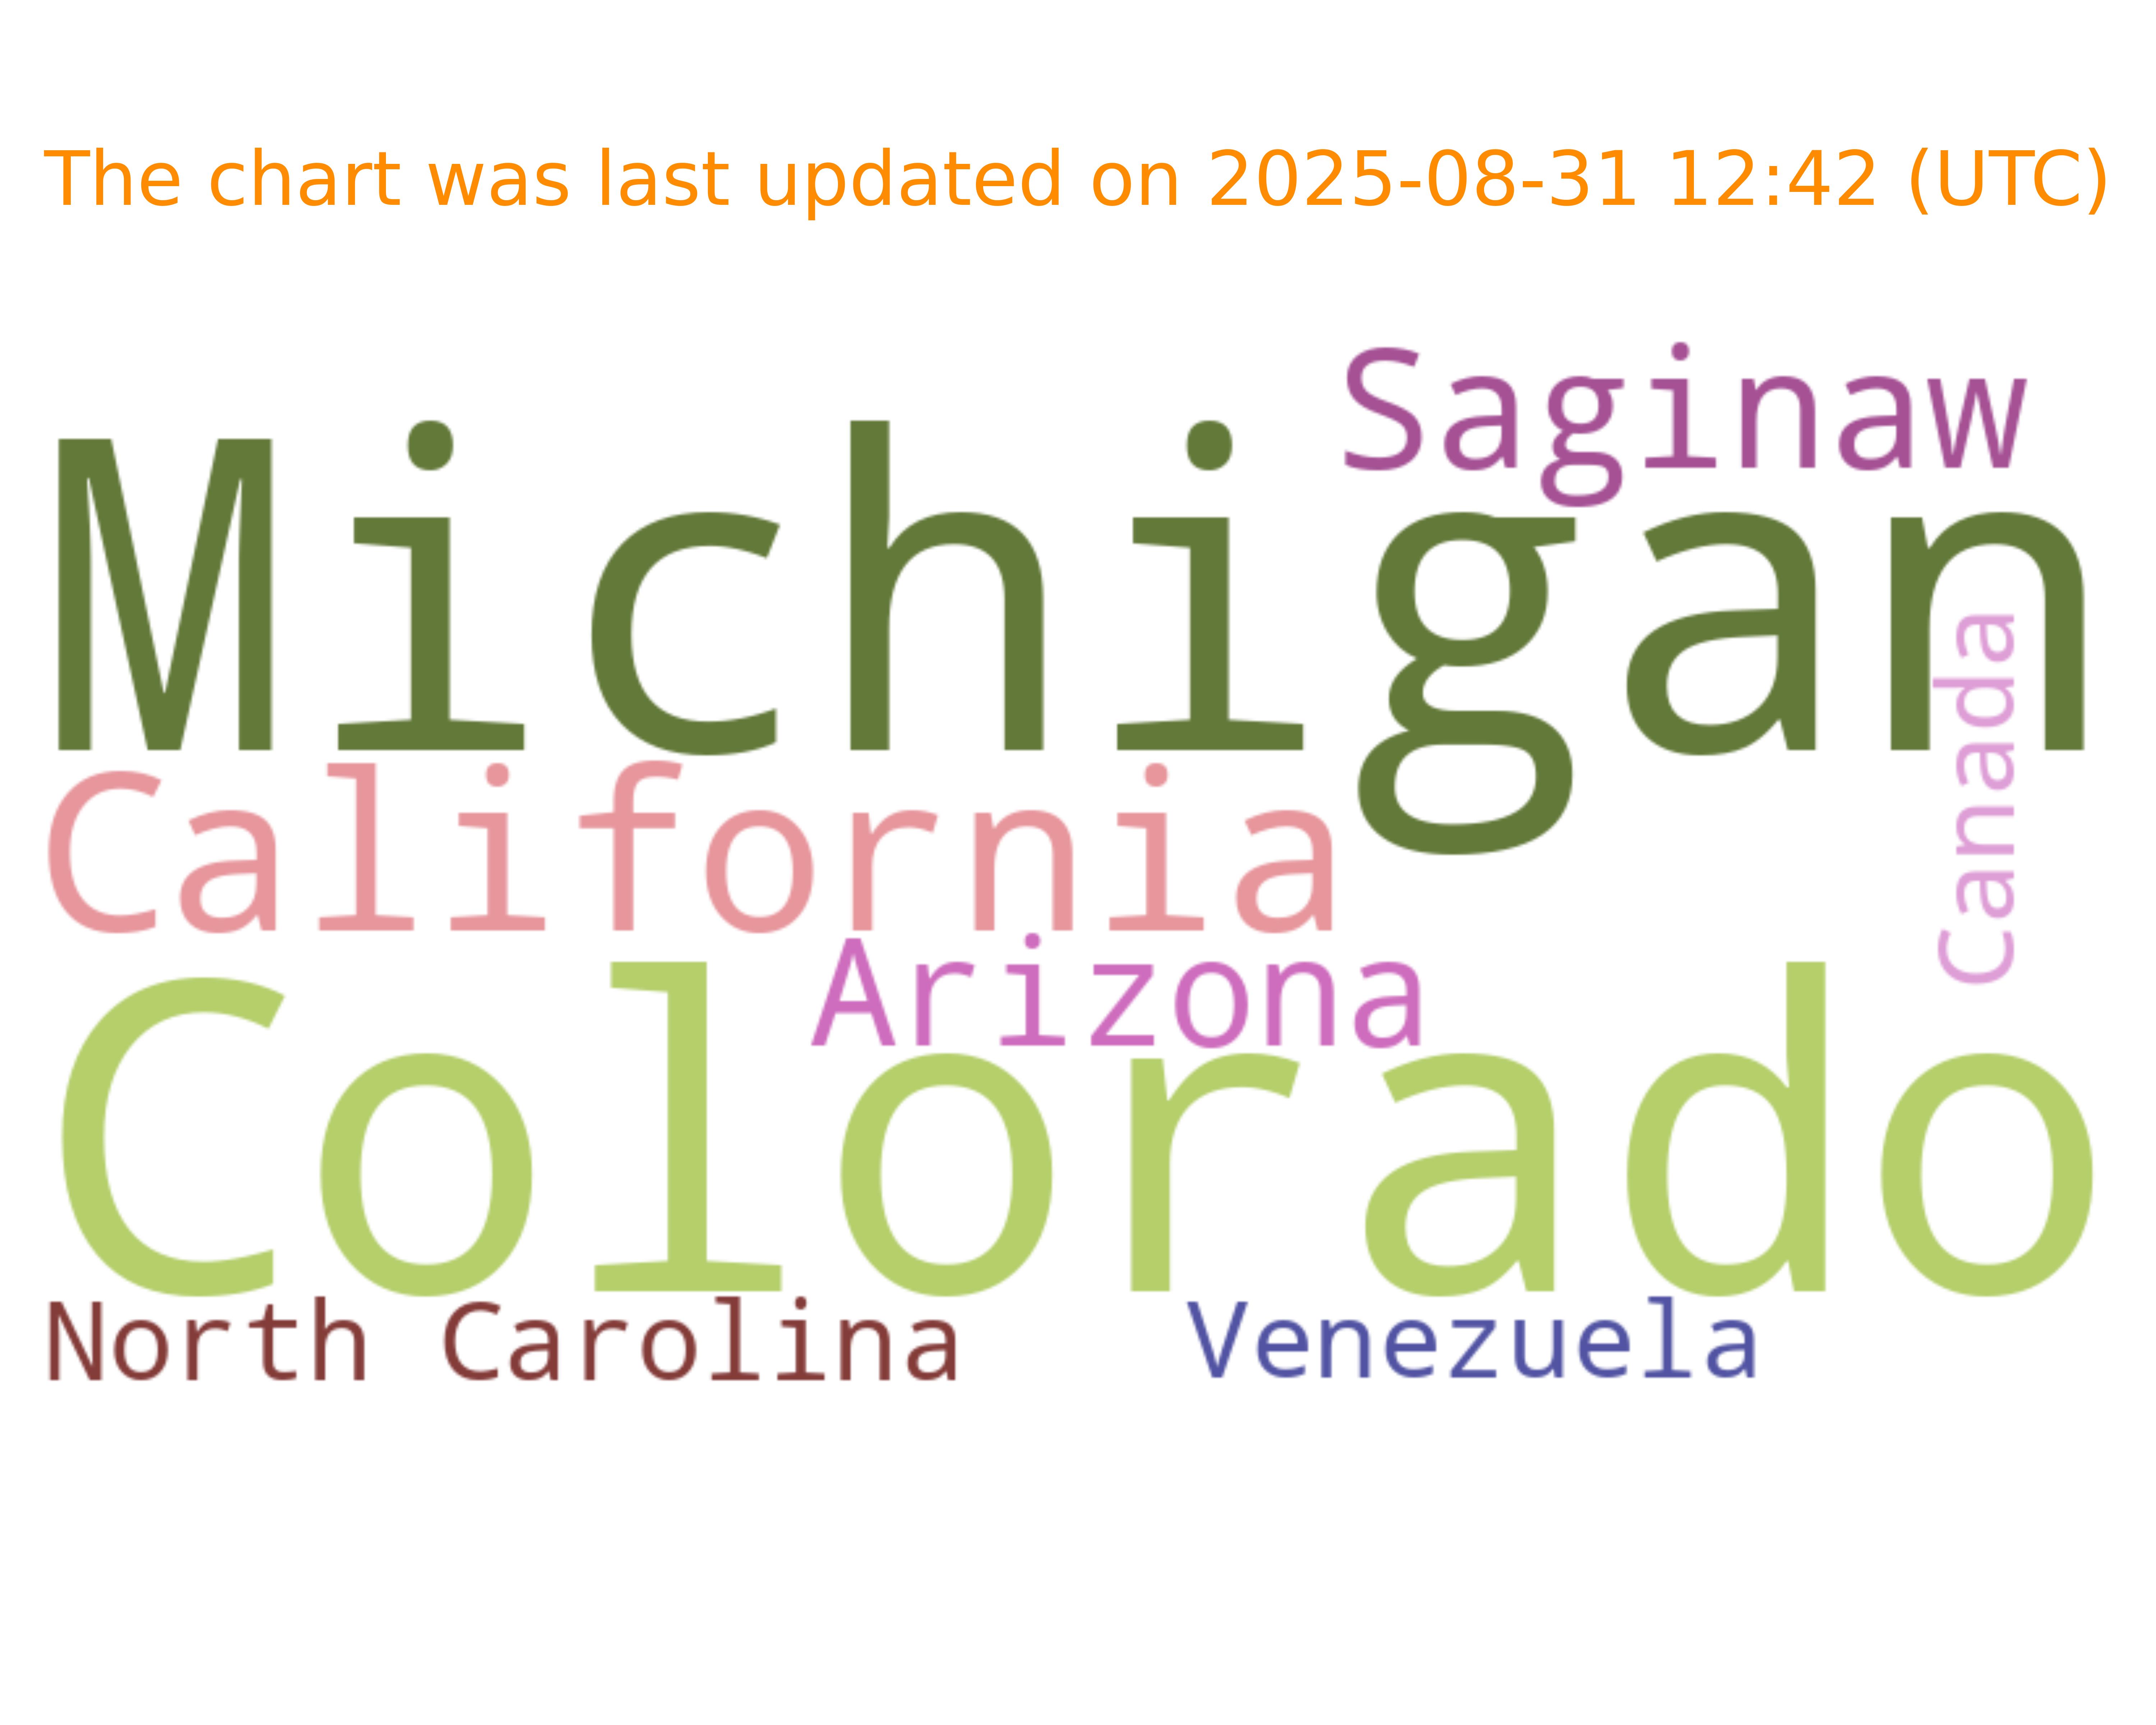 The chart was last updated on 2025-08-31 12:42 (UTC)
Saginaw
Michigan
Canada
California
Arizona
Colorado
North Carolina
Venezuela